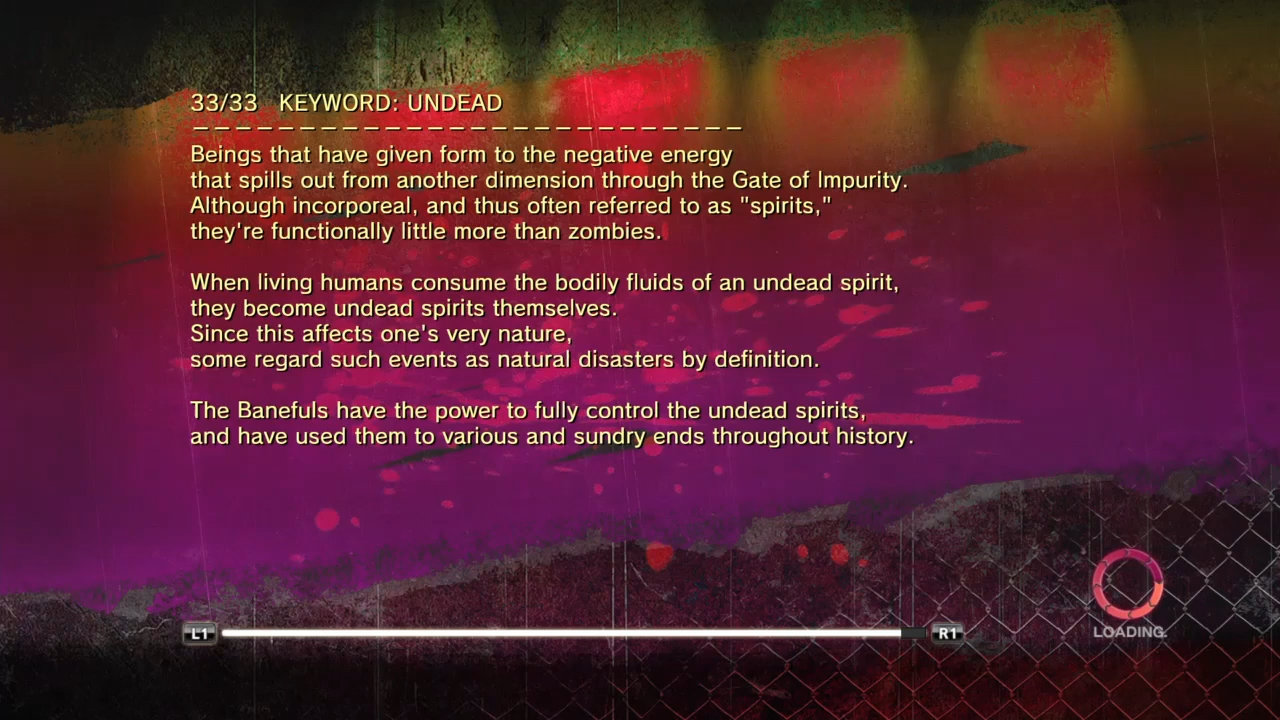 33/33 KEYWORD: UNDEAD
--------------------------
Beings that have given form to the negative energy
that spills out from another dimension through the Gate of Impurity.
Although incorporeal, and thus often referred to as "spirits,"
they're functionally little more than zombies.
When living humans consume the bodily fluids of an undead spirit,
they become undead spirits themselves.
Since this affects one's very nature,
some regard such events as natural disasters by definition.
The Banefuls have the power to fully control the undead spirits,
and have used them to various and sundry ends throughout history.
L1 R1
LOADING.